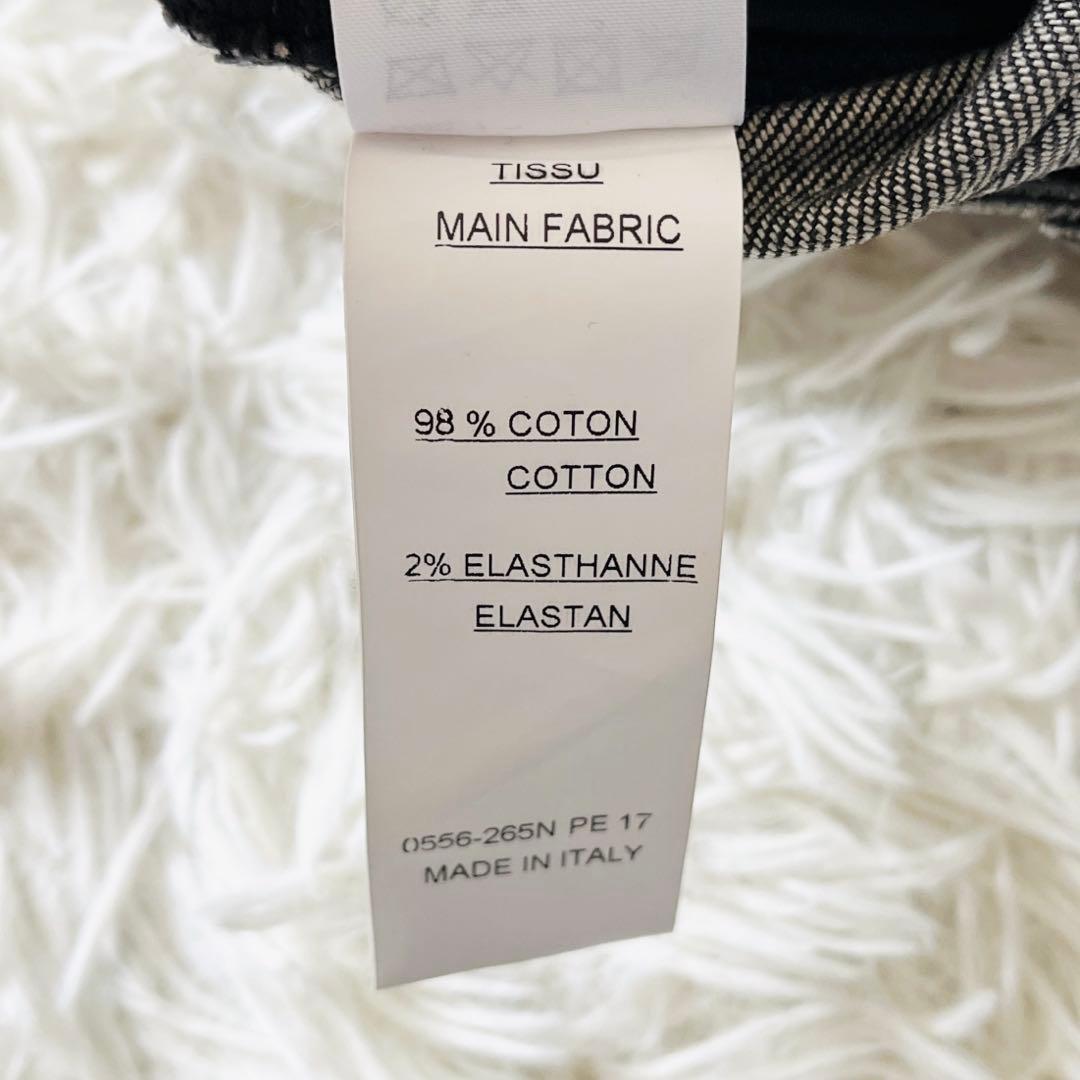 TISSU
MAIN FABRIC
98 % COTON
COTTON
2% ELASTHANNE
ELASTAN
0556-265N PE 17
MADE IN ITALY